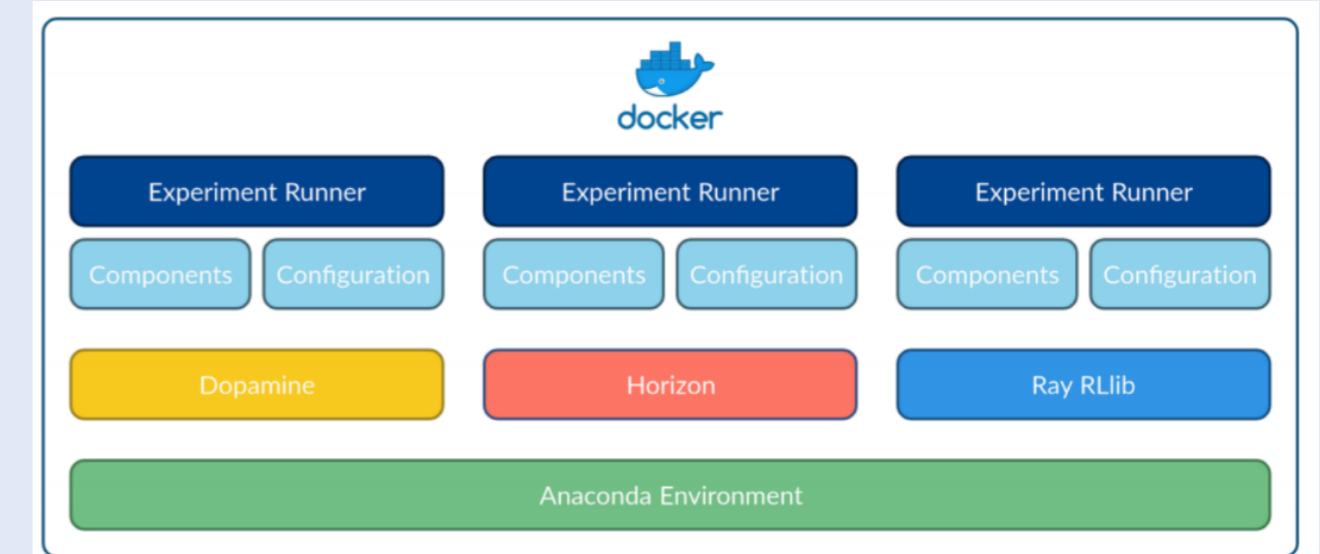 docker
Experiment Runner Experiment Runner Experiment Runner
Components Configuration Components Configuration Components Configuration
Dopamine Horizon Ray RLlib
Anaconda Environment